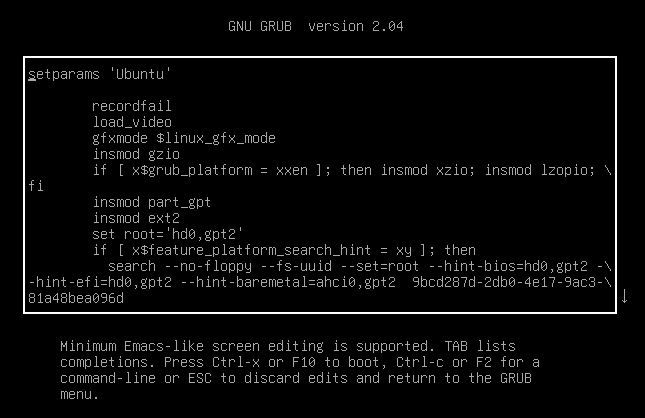 GNU GRUB  version 2.04
setparams 'Ubuntu'
        recordfail
        load_video
        gfxmode $linux_gfx_mode
        insmod gzio
        if [ x$grub_platform = xxen ]; then insmod xzio; insmod lzopio; \
fi
        insmod part_gpt
        insmod ext2
        set root='hd0,gpt2'
        if [ x$feature_platform_search_hint = xy ]; then
          search --no-floppy --fs-uuid --set=root --hint-bios=hd0,gpt2 -\
-hint-efi=hd0,gpt2 --hint-baremetal=ahci0,gpt2  9bcd287d-2db0-4e17-9ac3-\
81a48bea096d
Minimum Emacs-like screen editing is supported. TAB lists
completions. Press Ctrl-x or F10 to boot, Ctrl-c or F2 for a
command-line or ESC to discard edits and return to the GRUB
menu.